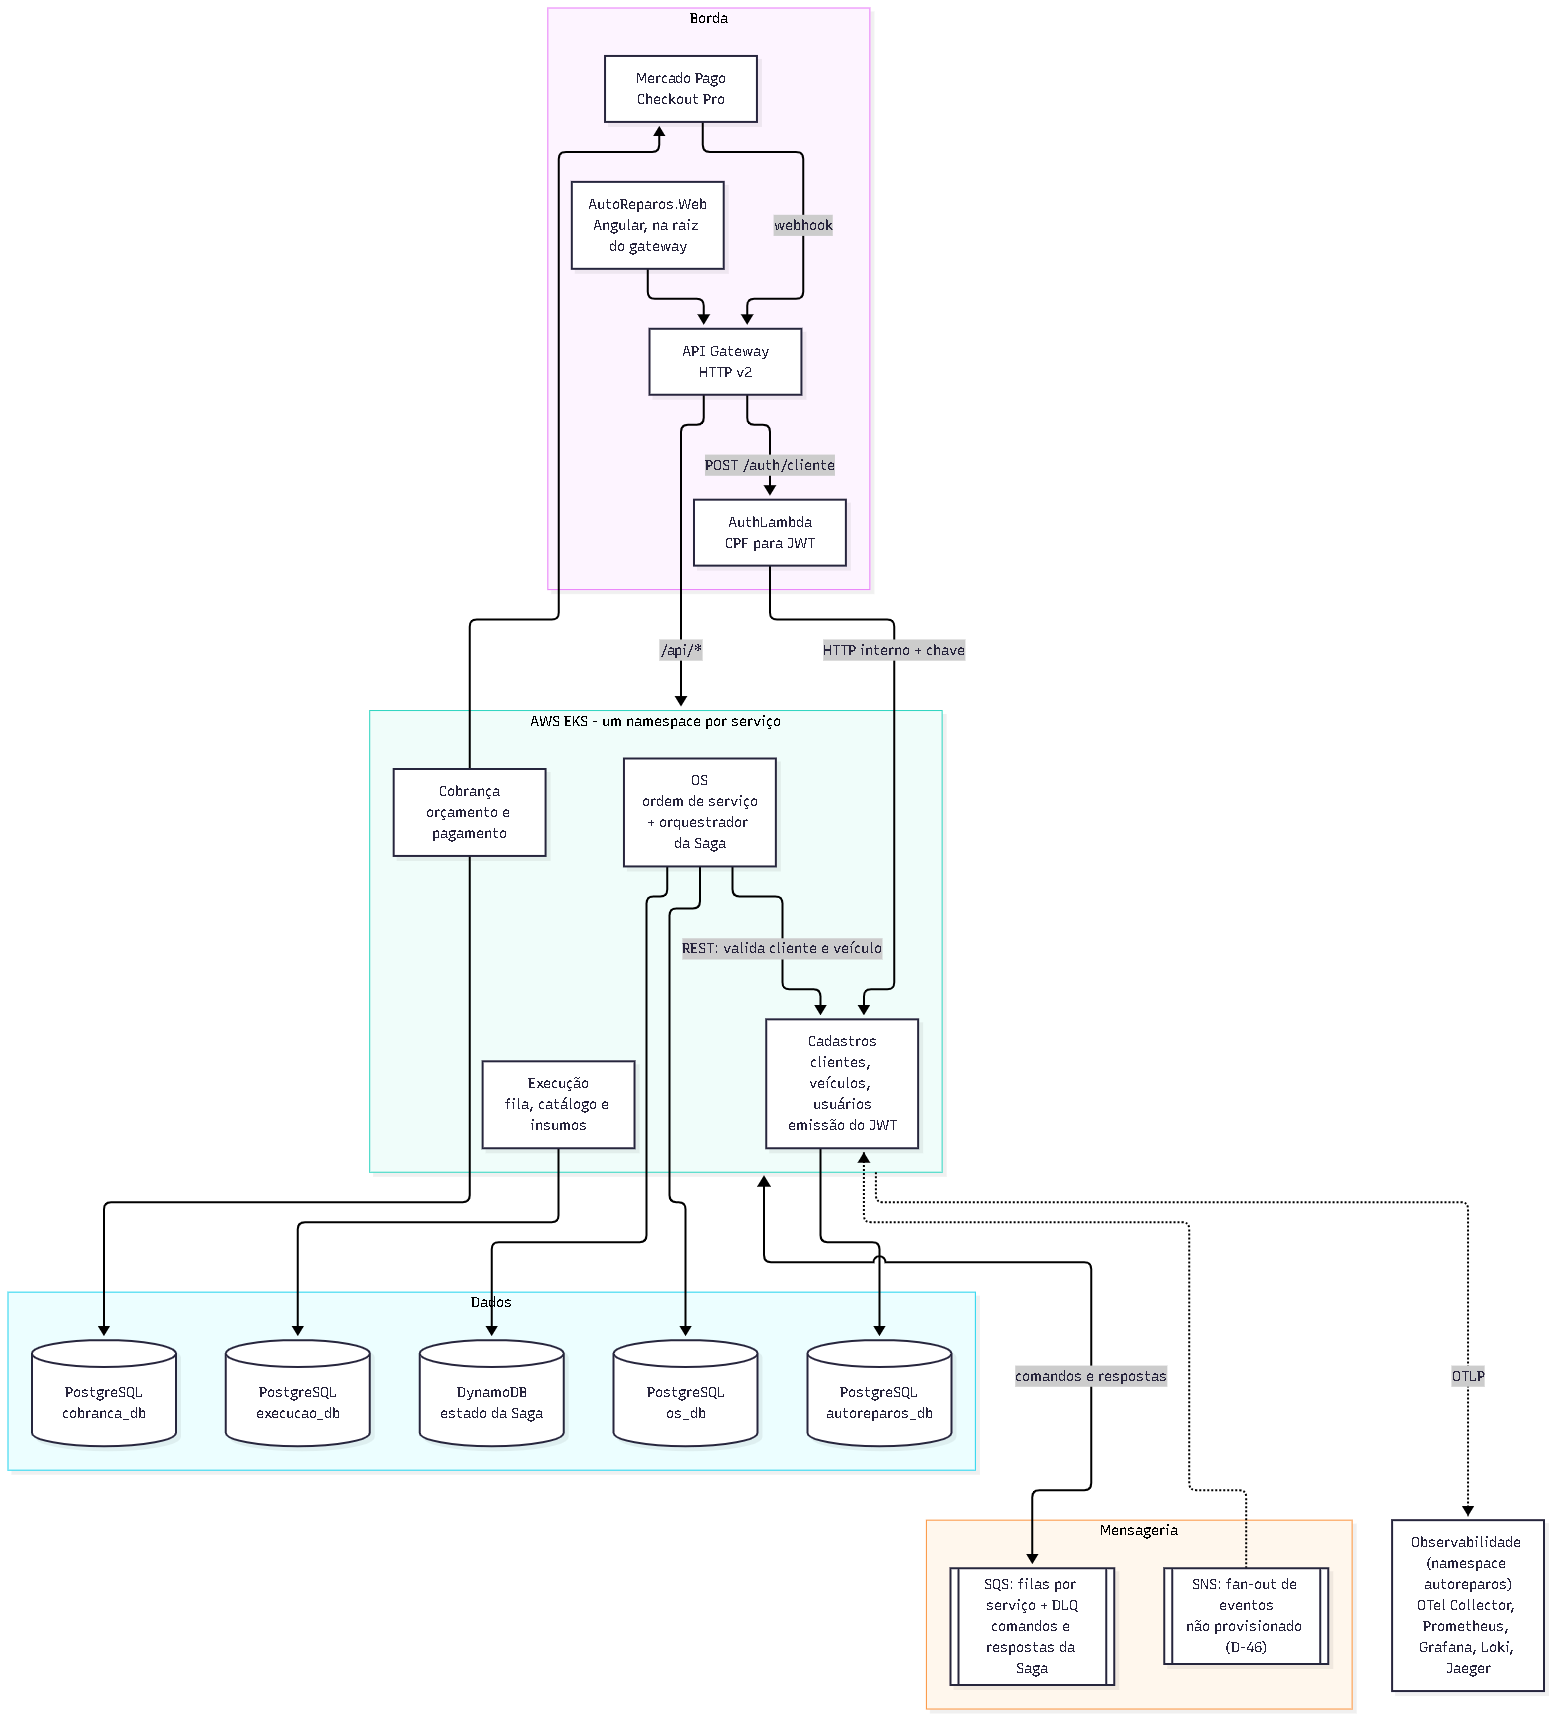 Borda
Mercado Pago
Checkout Pro
AutoReparos.Web
Angular, na raiz
do gateway
webhook
API Gateway
HTTP v2
POST /auth/cliente
AuthLambda
CPF para JWT
/api/*
HTTP interno + chave
AWS EKS - um namespace por serviço
Cobrança
orçamento e
pagamento
OS
ordem de serviço
+ orquestrador
da Saga
REST: valida cliente e veículo
Execução
fila, catálogo e
insumos
Cadastros
clientes,
veículos,
usuários
emissão do JWT
Dados
PostgreSQL
cobranca_db
PostgreSQL
execucao_db
DynamoDB
estado da Saga
PostgreSQL
os_db
PostgreSQL
autoreparos_db
comandos e respostas
OTLP
Mensageria
SQS: filas por
serviço + DLQ
comandos e
respostas da
Saga
SNS: fan-out de
eventos
não provisionado
(D-46)
Observabilidade
(namespace
autoreparos)
OTel Collector,
Prometheus,
Grafana, Loki,
Jaeger